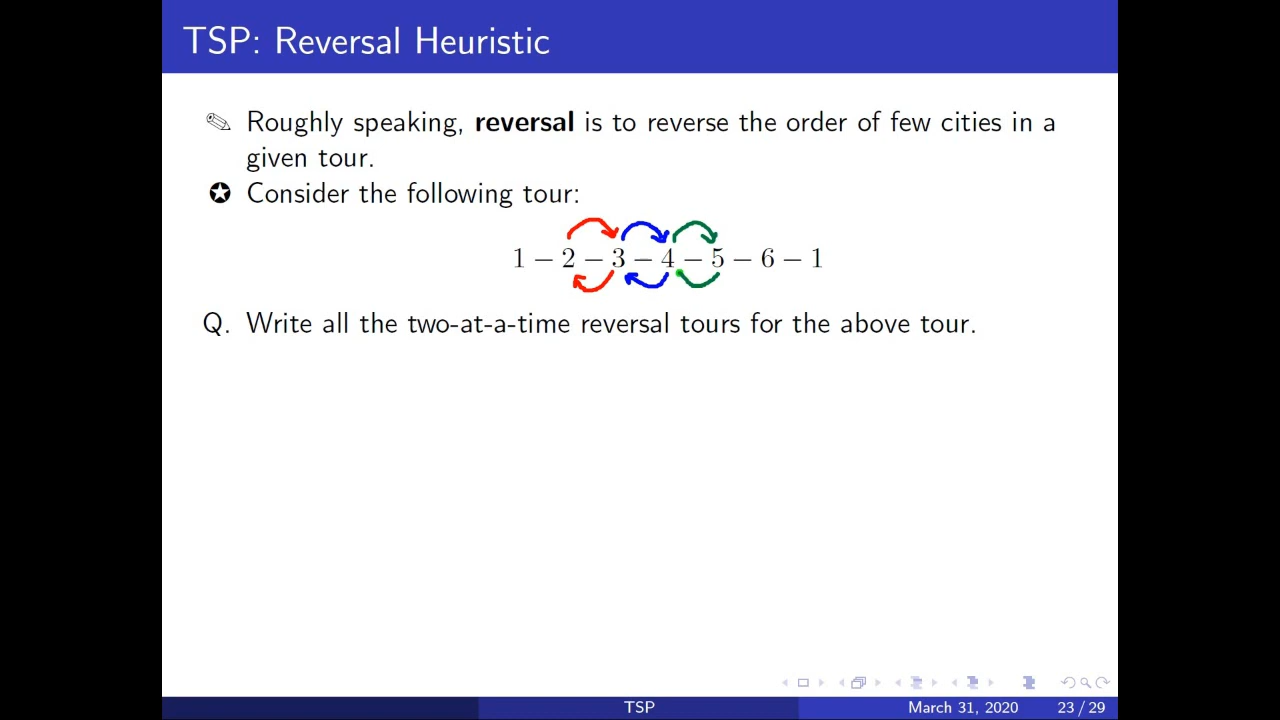 TSP: Reversal Heuristic
Roughly speaking, reversal is to reverse the order of few cities in a
given tour.
Consider the following tour:
1 − 2 − 3 − 4 − 5 − 6 − 1
Q. Write all the two-at-a-time reversal tours for the above tour.
TSP March 31, 2020 23 / 29